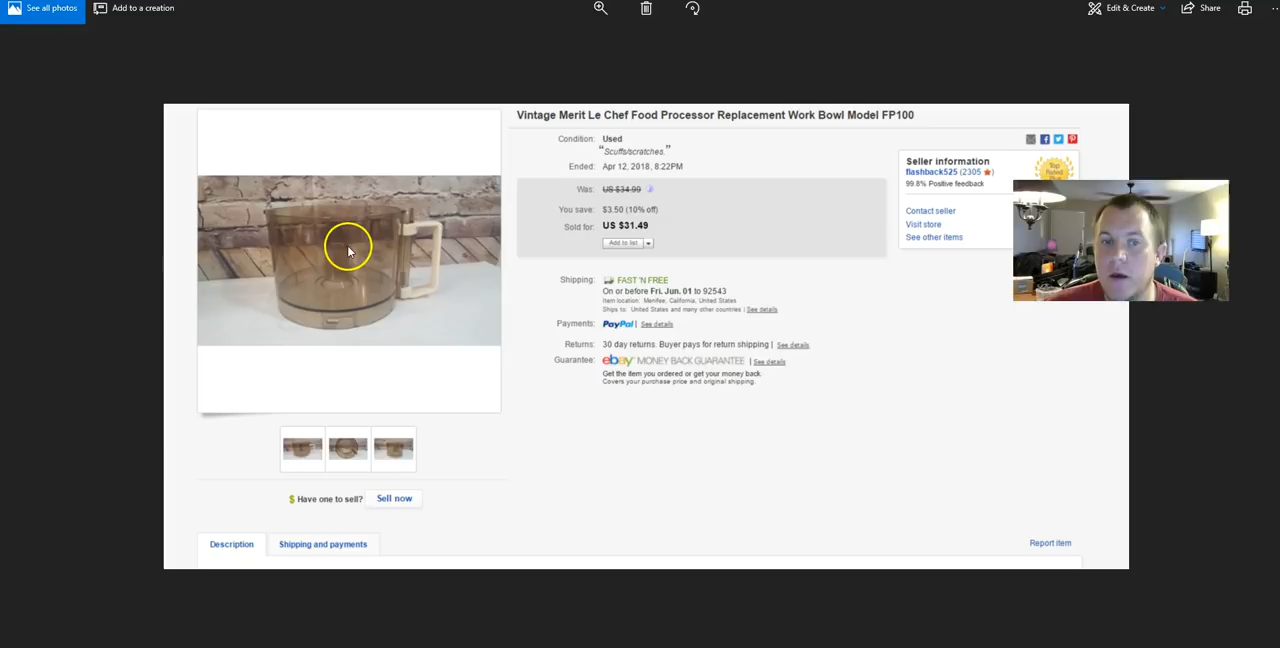 See all photos
Add to a creation
Edit & Create
Share
Vintage Merit Le Chef Food Processor Replacement Work Bowl Model FP100
Condition: Used
“Scuffs/scratches.”
Ended: Apr 12, 2018, 8:22PM
Was: US $34.99
You save: $3.50 (10% off)
Sold for: US $31.49
Add to list
Shipping: FAST 'N FREE
On or before Fri. Jun. 01 to 92543
Item location: Menifee, California, United States
Ships to: United States and many other countries | See details
Payments: PayPal | See details
Returns: 30 day returns. Buyer pays for return shipping | See details
Guarantee: ebay MONEY BACK GUARANTEE | See details
Get the item you ordered or get your money back.
Covers your purchase price and original shipping.
Seller information
flashback525 (2305 )
99.8% Positive feedback
Top
Rated
Plus
Contact seller
Visit store
See other items
$ Have one to sell? Sell now
Description
Shipping and payments
Report item